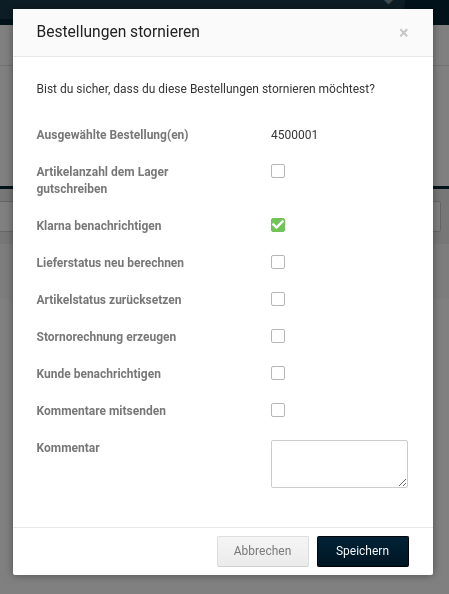 Bestellungen stornieren ×
Bist du sicher, dass du diese Bestellungen stornieren möchtest?
Ausgewählte Bestellung(en) 4500001
Artikelanzahl dem Lager
gutschreiben
Klarna benachrichtigen
Lieferstatus neu berechnen
Artikelstatus zurücksetzen
Stornorechnung erzeugen
Kunde benachrichtigen
Kommentare mitsenden
Kommentar
Abbrechen Speichern